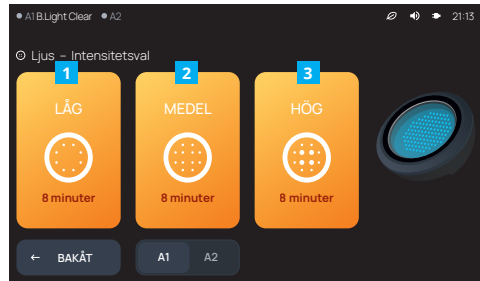 A1 B.Light Clear A2 21:13
Ljus – Intensitetsval
1 2 3
LÅG MEDEL HÖG
8 minuter 8 minuter 8 minuter
← BAKÅT A1 A2